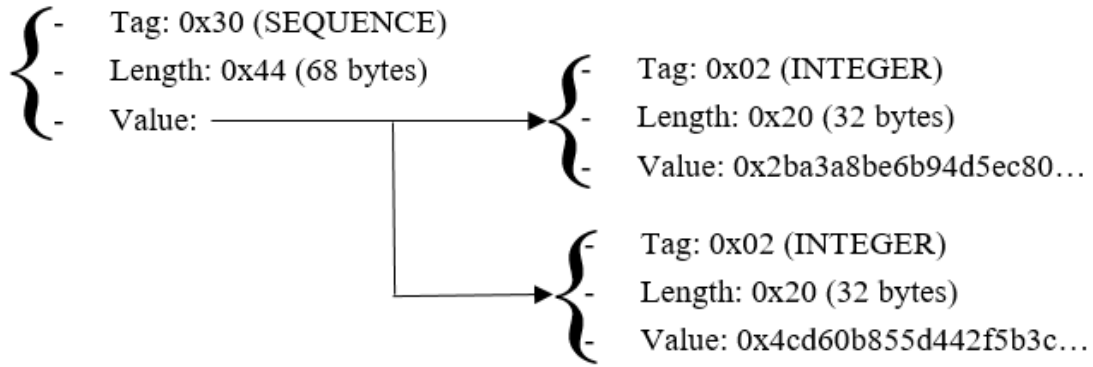 - Tag: 0x30 (SEQUENCE)
- Length: 0x44 (68 bytes)
- Value:
- Tag: 0x02 (INTEGER)
- Length: 0x20 (32 bytes)
- Value: 0x2ba3a8be6b94d5ec80…
- Tag: 0x02 (INTEGER)
- Length: 0x20 (32 bytes)
- Value: 0x4cd60b855d442f5b3c…